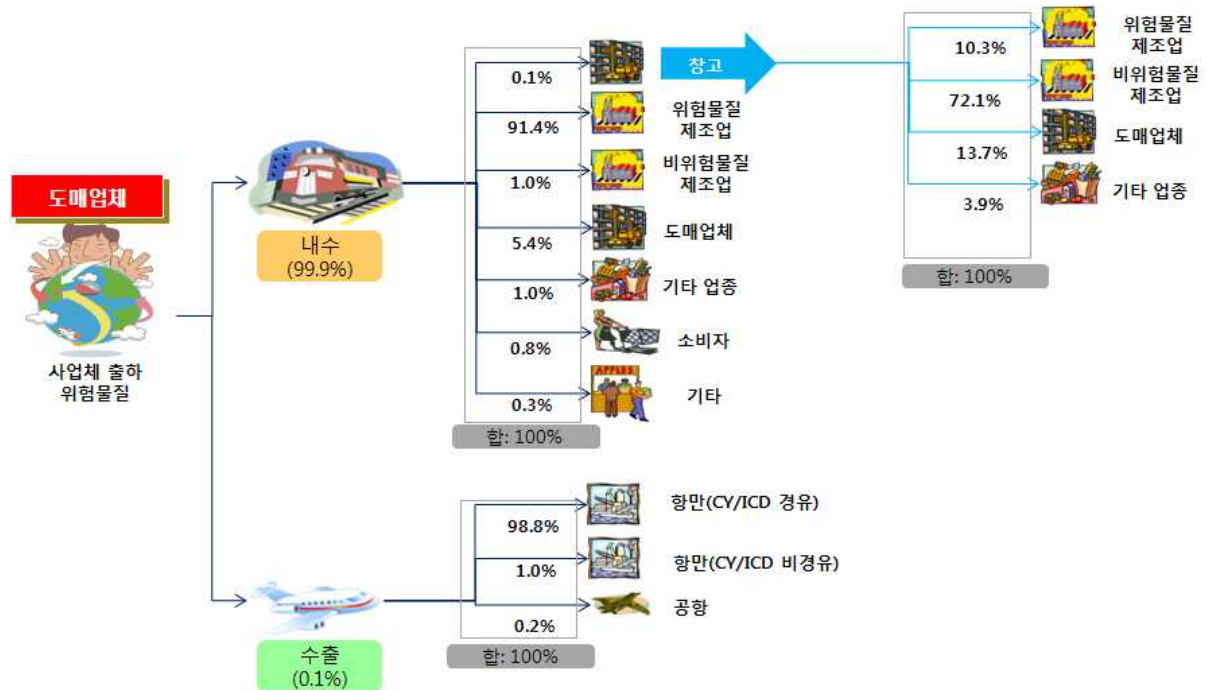 도매업체
사업체 출하
위험물질
내수
(99.9%)
0.1%
창고
91.4%
위험물질
제조업
1.0%
비위험물질
제조업
5.4%
도매업체
1.0%
기타 업종
0.8%
소비자
0.3%
APPLES
기타
합: 100%
10.3%
위험물질
제조업
72.1%
비위험물질
제조업
13.7%
도매업체
3.9%
기타 업종
합: 100%
수출
(0.1%)
98.8%
항만(CY/ICD 경유)
1.0%
항만(CY/ICD 비경유)
0.2%
공항
합: 100%